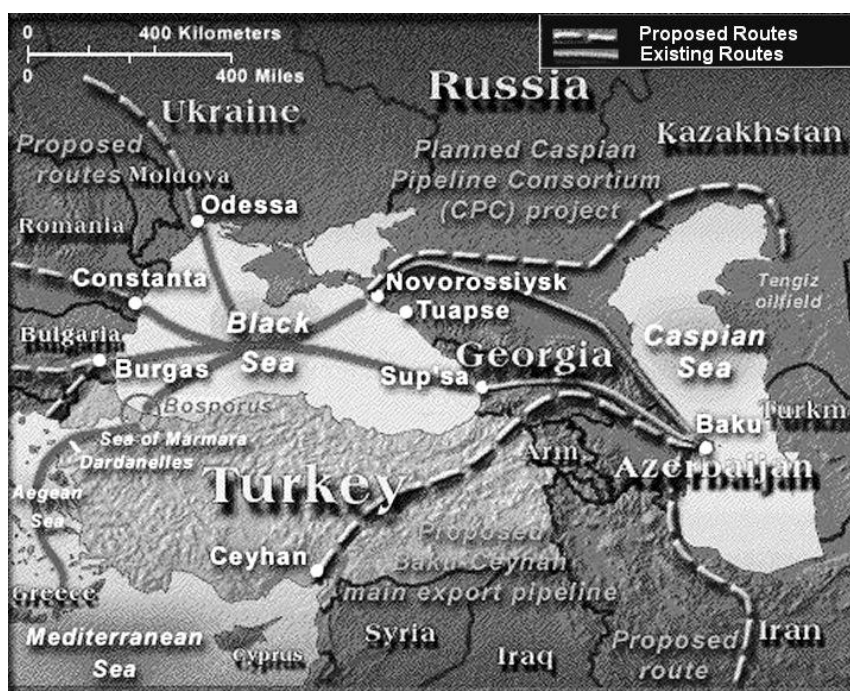 0 400 Kilometers
0 400 Miles
Proposed Routes
Existing Routes
Russia
Ukraine
Kazakhstan
Proposed
routes
Moldova
Planned Caspian
Pipeline Consortium
(CPC) project
Odessa
Romania
Constanta
Novorossiysk
Tengiz
oilfield
Tuapse
Black
Sea
Bulgaria
Caspian
Sea
Georgia
Burgas
Sup'sa
Bosporus
Turkm
Baku
Sea of Marmara
Dardanelles
Arm
Azerbaijan
Turkey
Aegean
Sea
Proposed
Baku-Ceyhan
main export pipeline
Ceyhan
Greece
Mediterranean
Sea
Cyprus
Syria
Iraq
Proposed
route
Iran